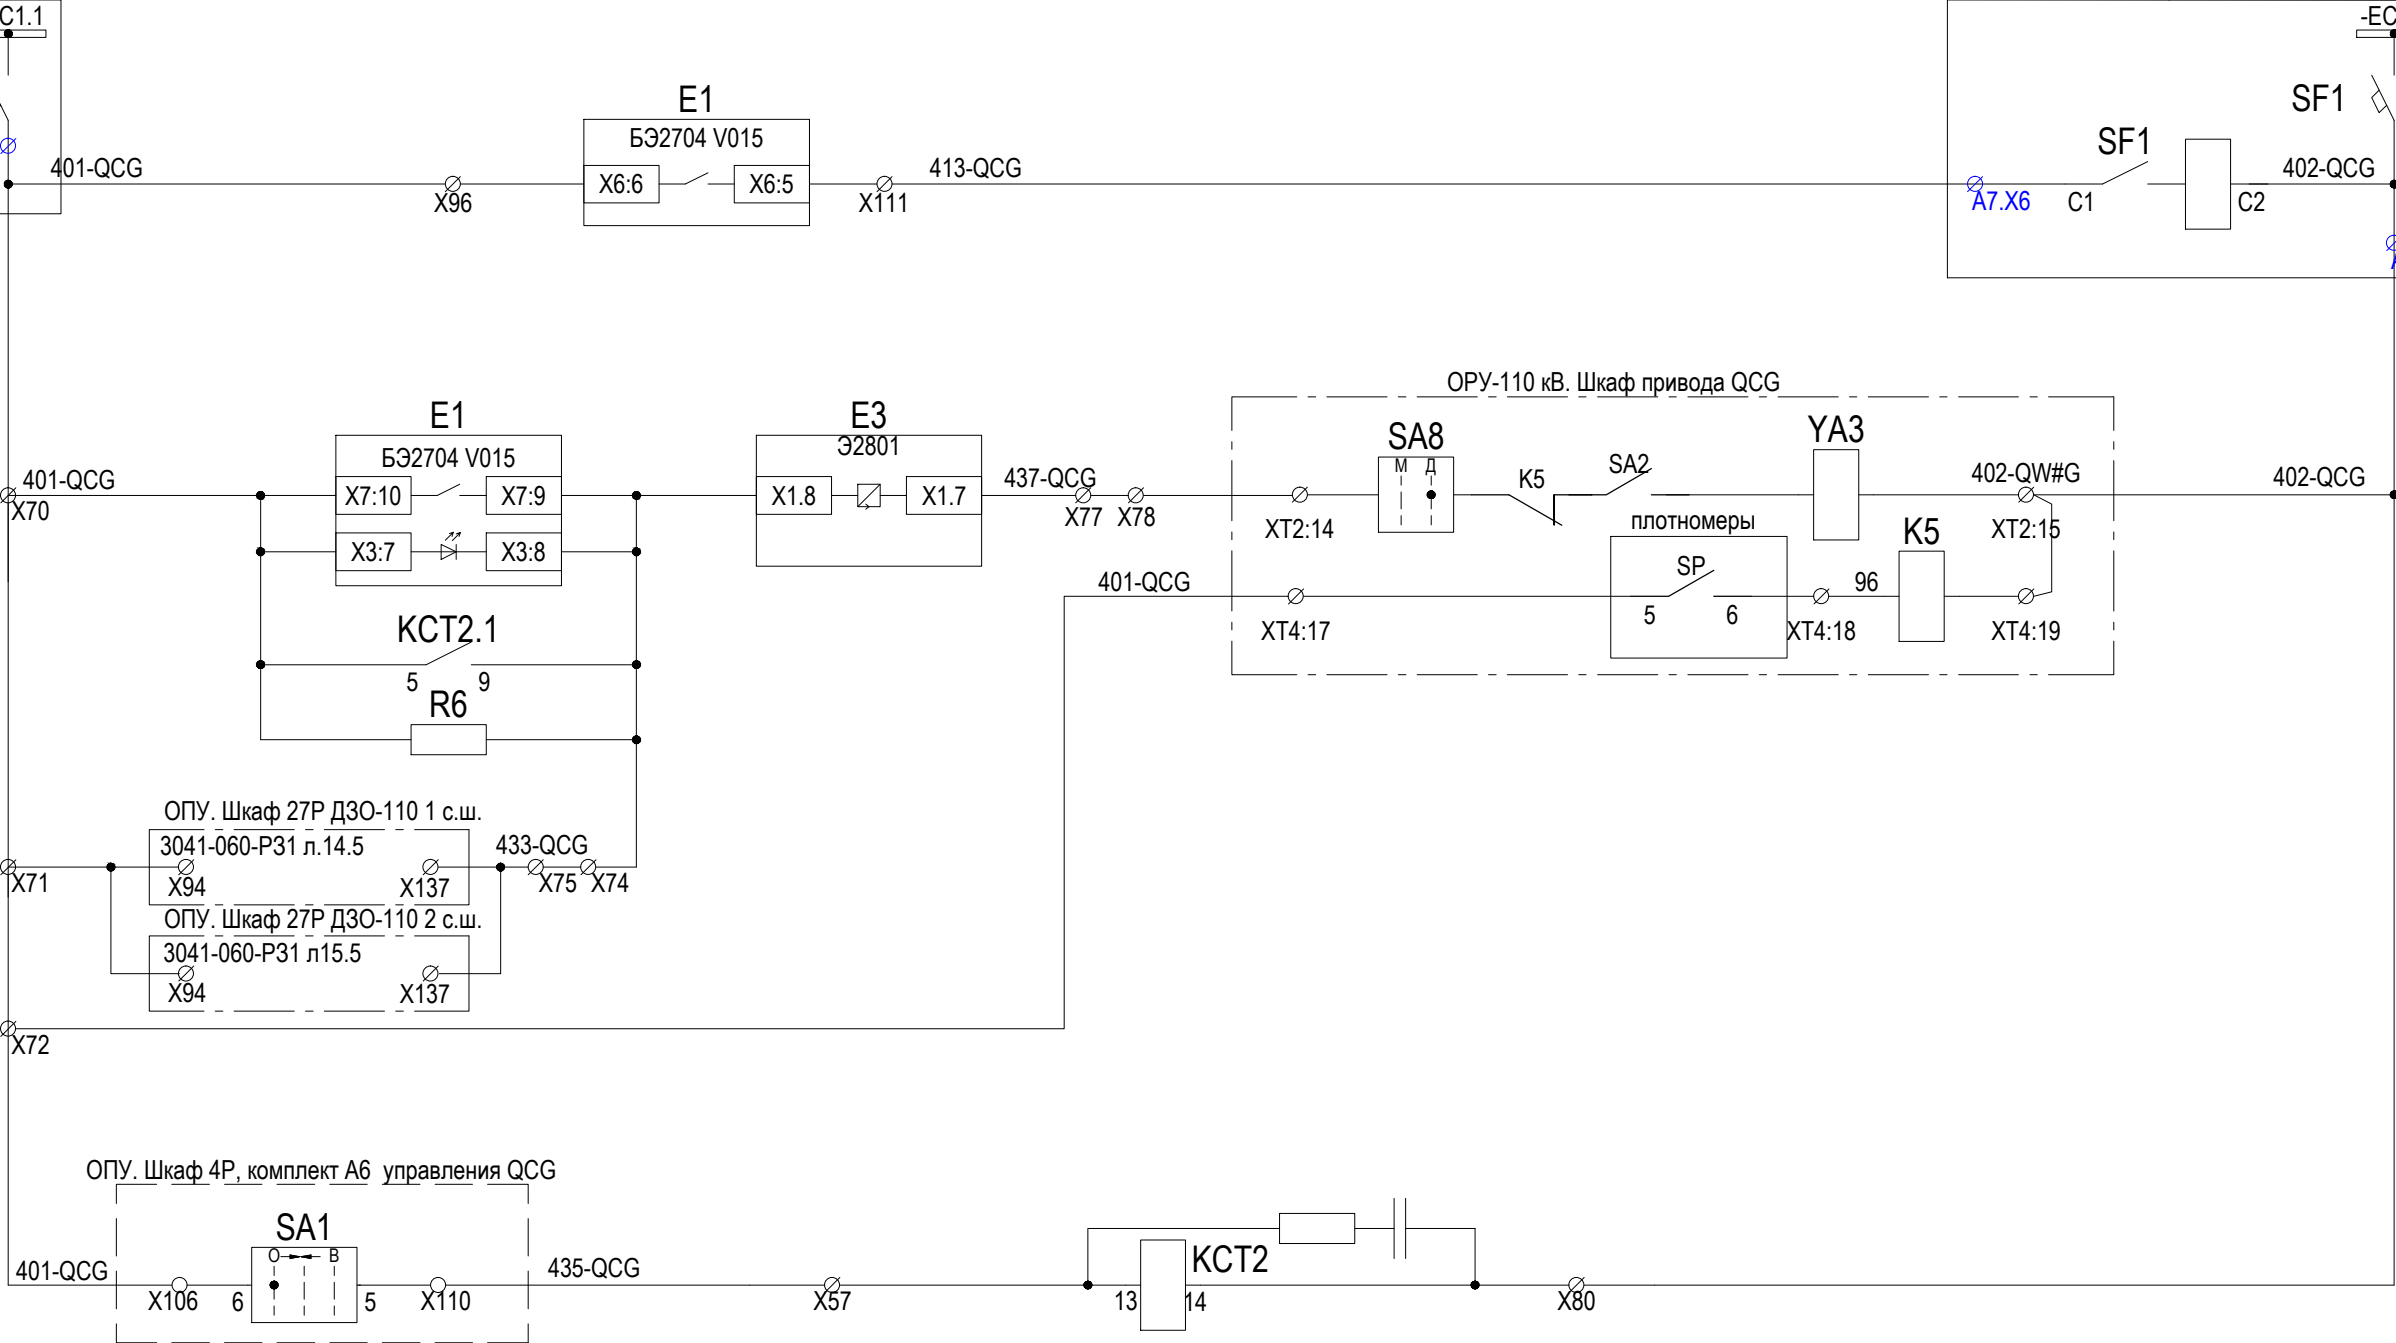 C1.1
-EC
E1
SF1
БЭ2704 V015
SF1
401-QCG
X6:6
X6:5
413-QCG
402-QCG
X96
X111
A7.X6
C1
C2
ОРУ-110 кВ. Шкаф привода QCG
E1
E3
SA8
YA3
БЭ2704 V015
Э2801
М Д
K5
SA2
401-QCG
X7:10
X7:9
X1.8
X1.7
437-QCG
402-QW#G
402-QCG
X70
X77
X78
XT2:14
плотномеры
K5
XT2:15
X3:7
X3:8
SP
401-QCG
96
5
6
XT4:17
XT4:18
XT4:19
KCT2.1
5
9
R6
ОПУ. Шкаф 27Р ДЗО-110 1 с.ш.
3041-060-РЗ1 л.14.5
433-QCG
X71
X94
X137
X75
X74
ОПУ. Шкаф 27Р ДЗО-110 2 с.ш.
3041-060-РЗ1 л15.5
X94
X137
X72
ОПУ. Шкаф 4Р, комплект А6 управления QCG
SA1
О В
KCT2
401-QCG
435-QCG
X106
6
5
X110
X57
13
14
X80